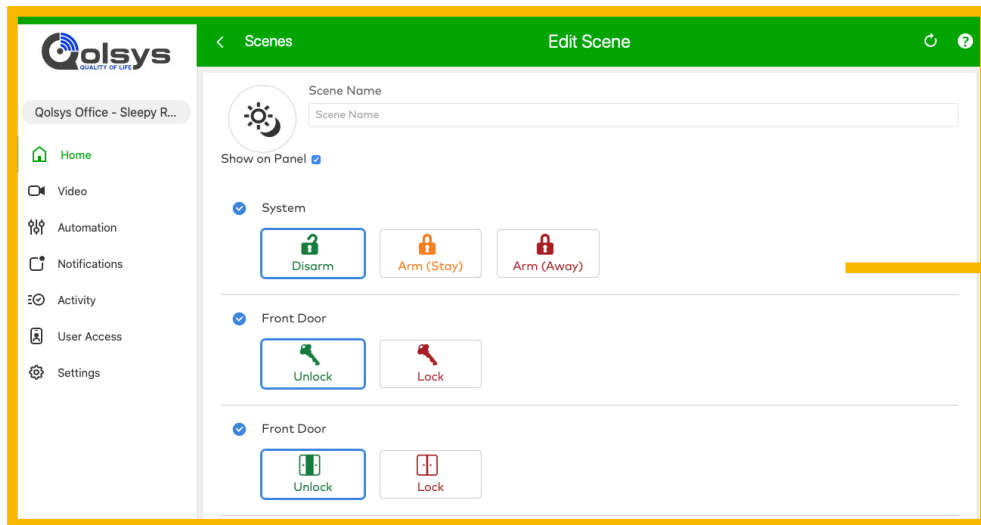 Qolsys
QUALITY OF LIFE
Qolsys Office - Sleepy R...
Home
Video
Automation
Notifications
Activity
User Access
Settings
Scenes
Edit Scene
?
Scene Name
Scene Name
Show on Panel
System
Disarm
Arm (Stay)
Arm (Away)
Front Door
Unlock
Lock
Front Door
Unlock
Lock